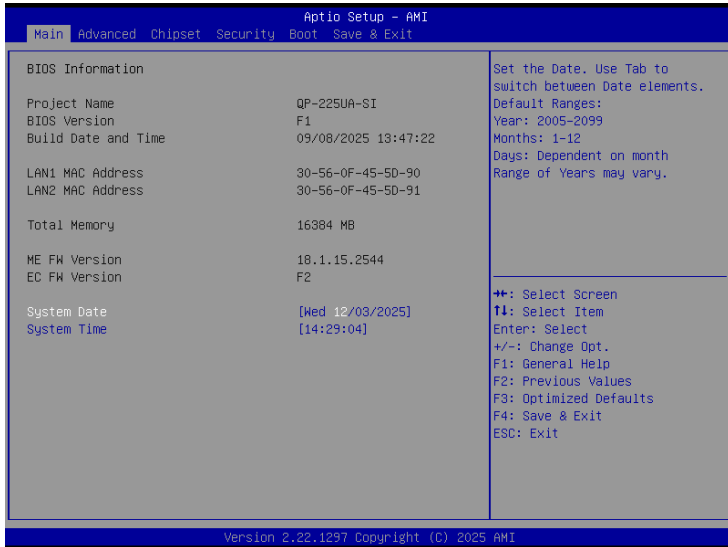 Aptio Setup - AMI
Main Advanced Chipset Security Boot Save & Exit
BIOS Information
Project Name QP-225UA-SI
BIOS Version F1
Build Date and Time 09/08/2025 13:47:22
LAN1 MAC Address 30-56-0F-45-5D-90
LAN2 MAC Address 30-56-0F-45-5D-91
Total Memory 16384 MB
ME FW Version 18.1.15.2544
EC FW Version F2
System Date [Wed 12/03/2025]
System Time [14:29:04]
Set the Date. Use Tab to
switch between Date elements.
Default Ranges:
Year: 2005-2099
Months: 1-12
Days: Dependent on month
Range of Years may vary.
→←: Select Screen
↑↓: Select Item
Enter: Select
+/-: Change Opt.
F1: General Help
F2: Previous Values
F3: Optimized Defaults
F4: Save & Exit
ESC: Exit
Version 2.22.1297 Copyright (C) 2025 AMI